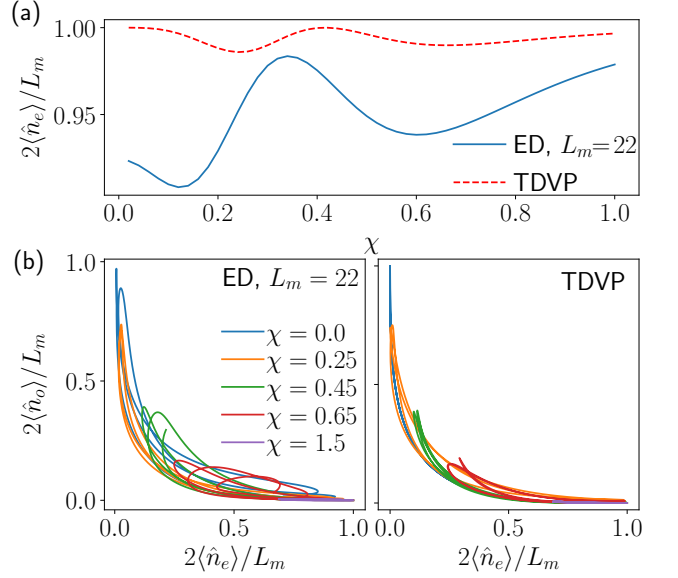 (a)
1.00
0.95
2⟨n̂_e⟩/L_m
ED, L_m=22
TDVP
0.0 0.2 0.4 0.6 0.8 1.0
χ
(b)
1.0
0.5
0.0
2⟨n̂_o⟩/L_m
ED, L_m = 22
χ = 0.0
χ = 0.25
χ = 0.45
χ = 0.65
χ = 1.5
0.0 0.5 1.0
2⟨n̂_e⟩/L_m
TDVP
0.0 0.5 1.0
2⟨n̂_e⟩/L_m